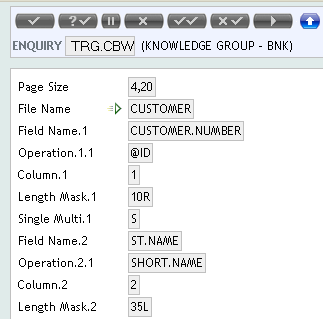 ENQUIRY TRG.CBW (KNOWLEDGE GROUP - BNK)
Page Size 4,20
File Name CUSTOMER
Field Name.1 CUSTOMER.NUMBER
Operation.1.1 @ID
Column.1 1
Length Mask.1 10R
Single Multi.1 S
Field Name.2 ST.NAME
Operation.2.1 SHORT.NAME
Column.2 2
Length Mask.2 35L